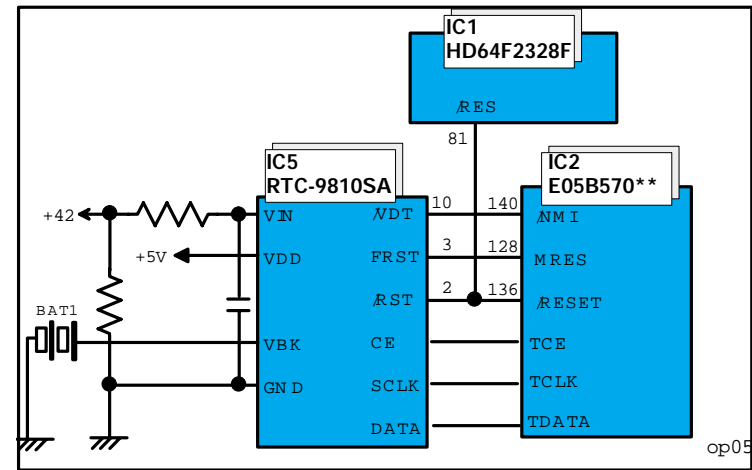 IC1
HD64F2328F
/RES
81
IC5
RTC-9810SA
IC2
E05B570**
+42
VIN
/VDT
10
140
/NMI
+5V
VDD
FRST
3
128
MRES
/RST
2
136
/RESET
BAT1
VBK
CE
TCE
GND
SCLK
TCLK
DATA
TDATA
op05